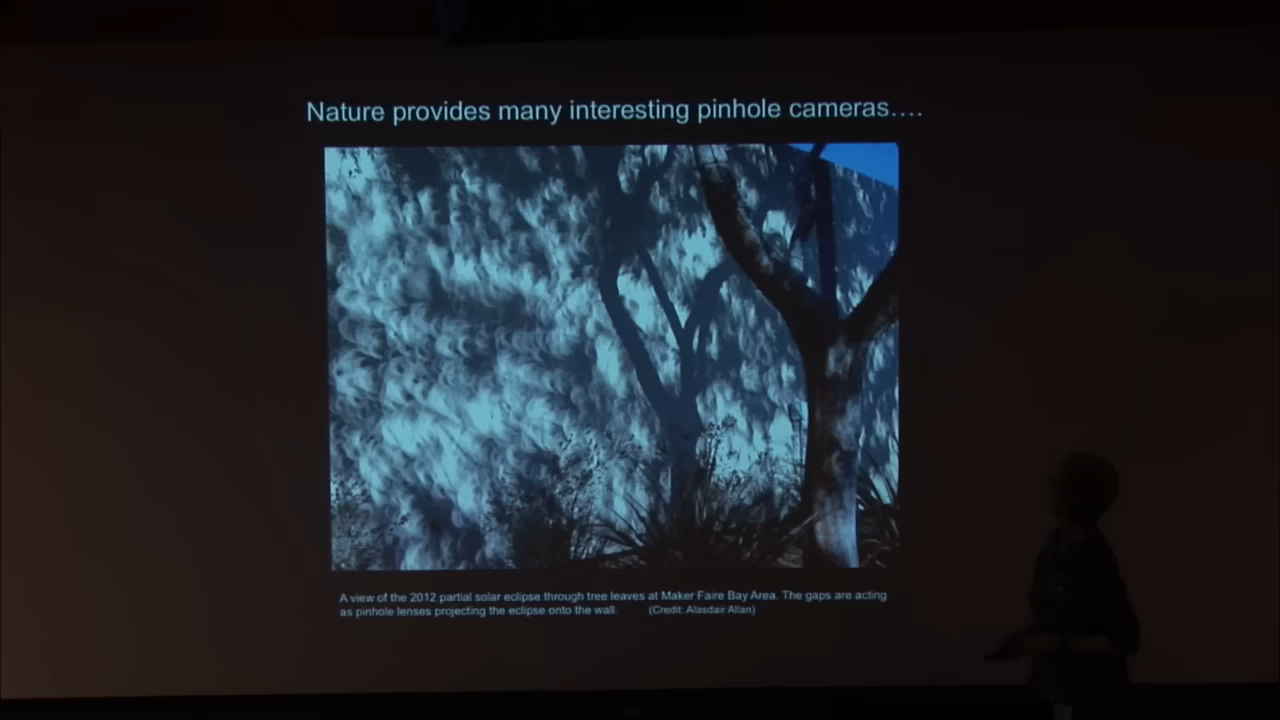 Nature provides many interesting pinhole cameras....
A view of the 2012 partial solar eclipse through tree leaves at Maker Faire Bay Area. The gaps are acting
as pinhole lenses projecting the eclipse onto the wall. (Credit: Alasdair Allan)